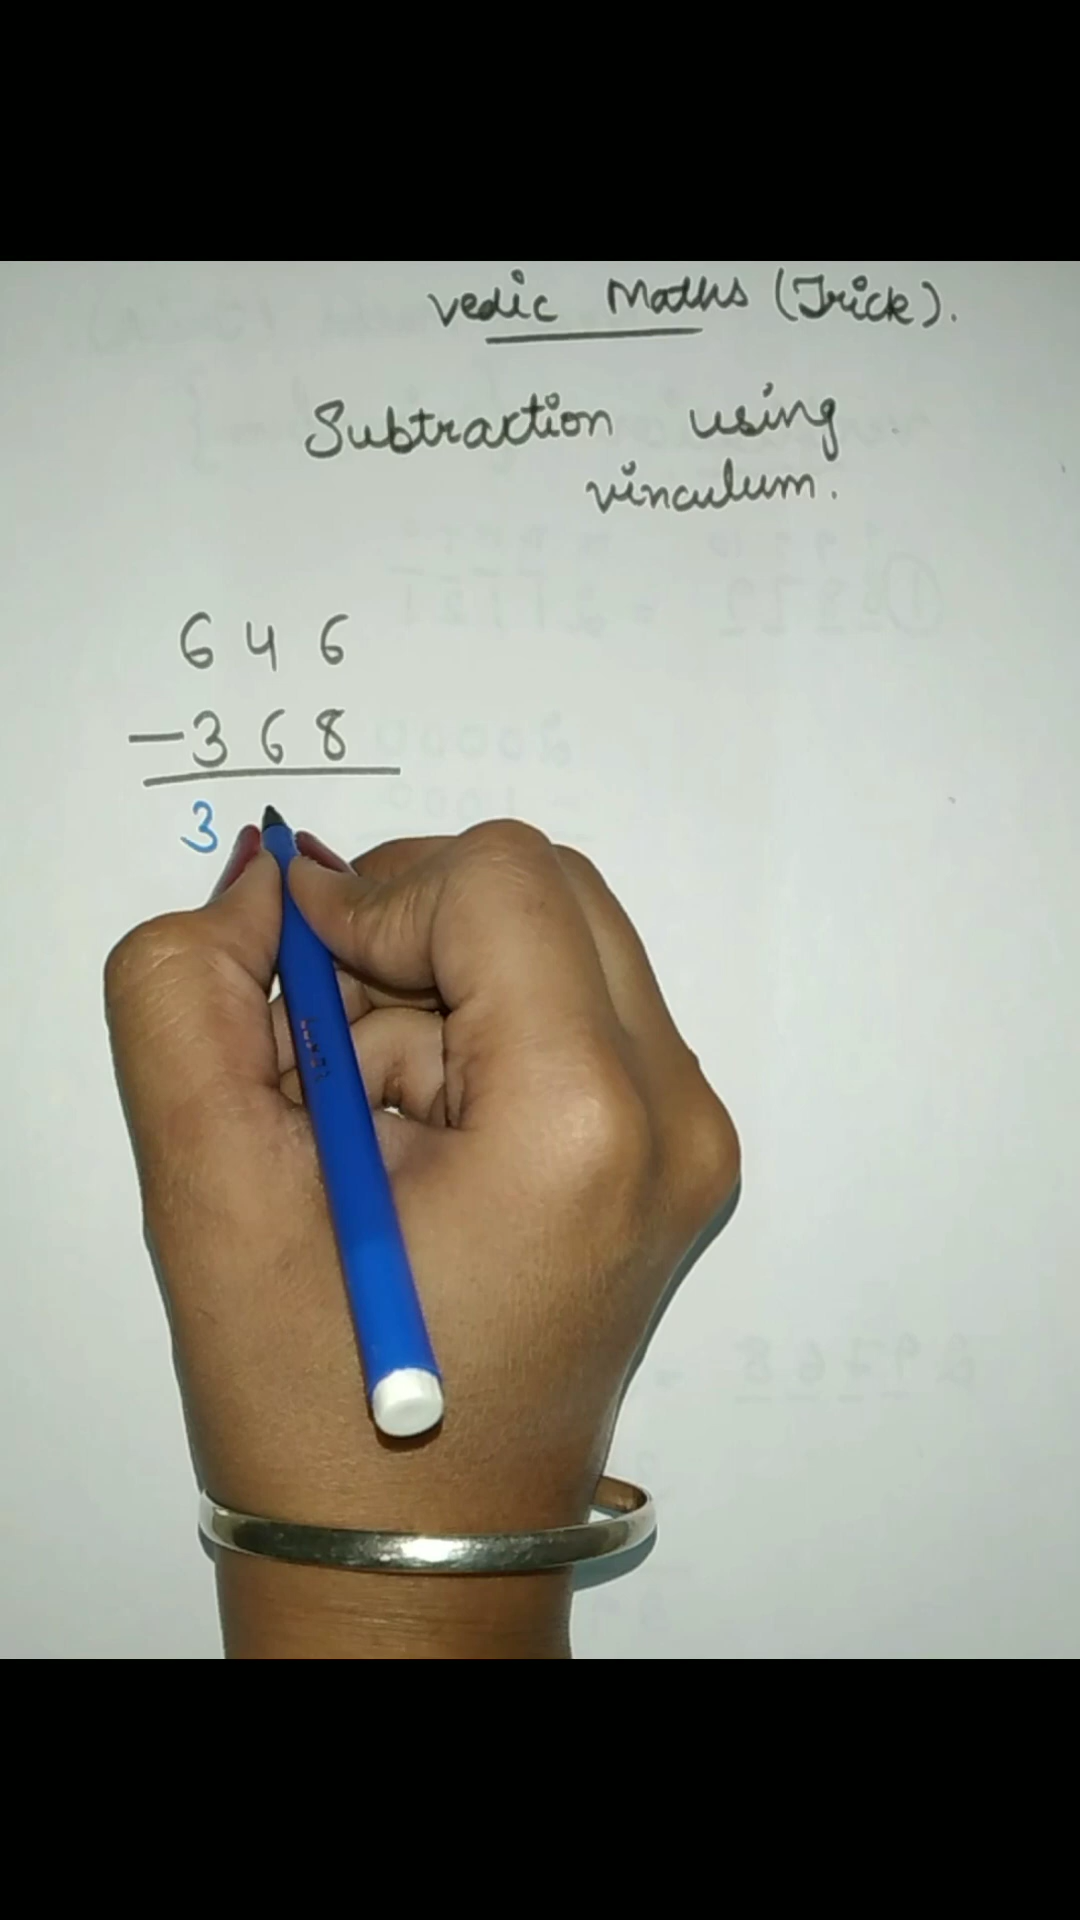 Vedic Maths (Trick).
Subtraction using
vinculum.
6 4 6
- 3 6 8
3